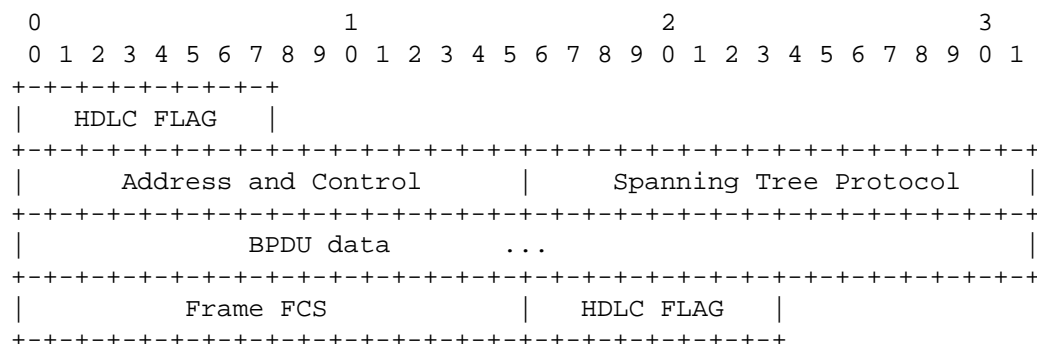 0                   1                   2                   3
 0 1 2 3 4 5 6 7 8 9 0 1 2 3 4 5 6 7 8 9 0 1 2 3 4 5 6 7 8 9 0 1
+-+-+-+-+-+-+-+-+
|   HDLC FLAG   |
+-+-+-+-+-+-+-+-+-+-+-+-+-+-+-+-+-+-+-+-+-+-+-+-+-+-+-+-+-+-+-+-+
|      Address and Control      |     Spanning Tree Protocol    |
+-+-+-+-+-+-+-+-+-+-+-+-+-+-+-+-+-+-+-+-+-+-+-+-+-+-+-+-+-+-+-+-+
|              BPDU data       ...                              |
+-+-+-+-+-+-+-+-+-+-+-+-+-+-+-+-+-+-+-+-+-+-+-+-+-+-+-+-+-+-+-+-+
|          Frame FCS            |   HDLC FLAG   |
+-+-+-+-+-+-+-+-+-+-+-+-+-+-+-+-+-+-+-+-+-+-+-+-+